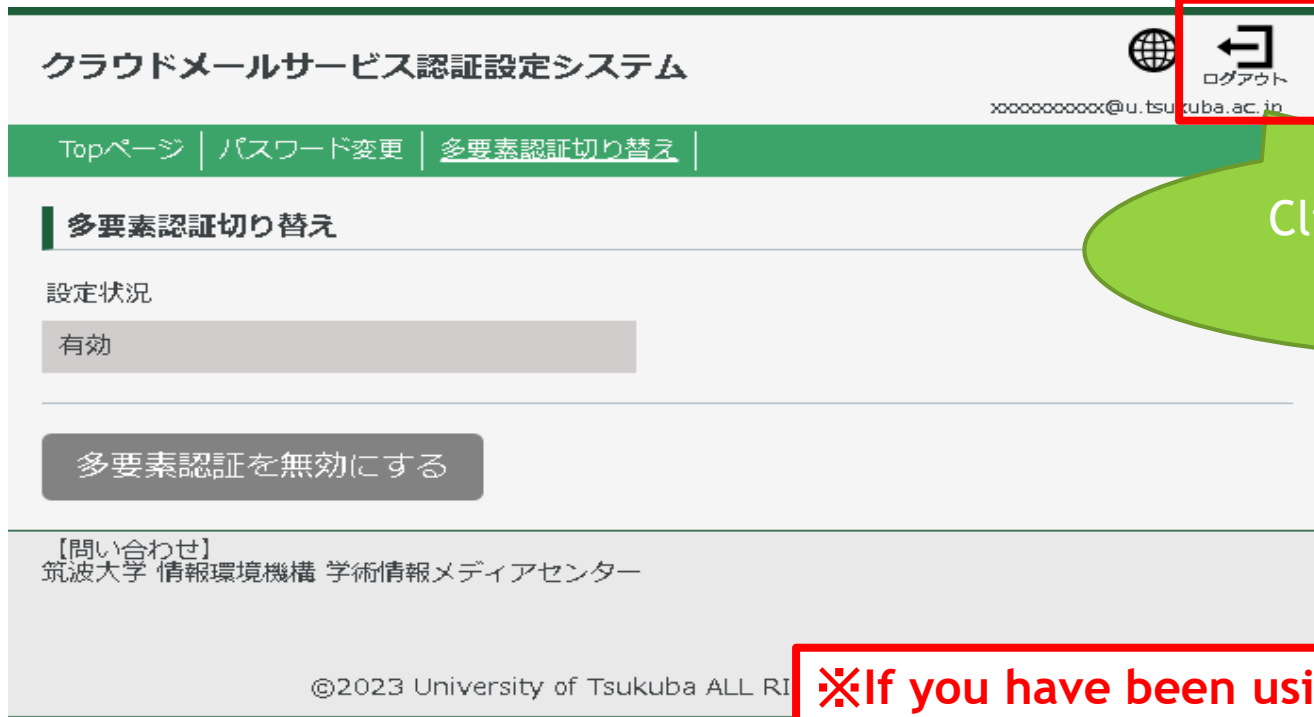 クラウドメールサービス認証設定システム
ログアウト
xxxxxxxxxx@u.tsukuba.ac.jp
Topページ | パスワード変更 | 多要素認証切り替え |
多要素認証切り替え
Cl
設定状況
有効
多要素認証を無効にする
【問い合わせ】
筑波大学 情報環境機構 学術情報メディアセンター
©2023 University of Tsukuba ALL RI
※If you have been usi